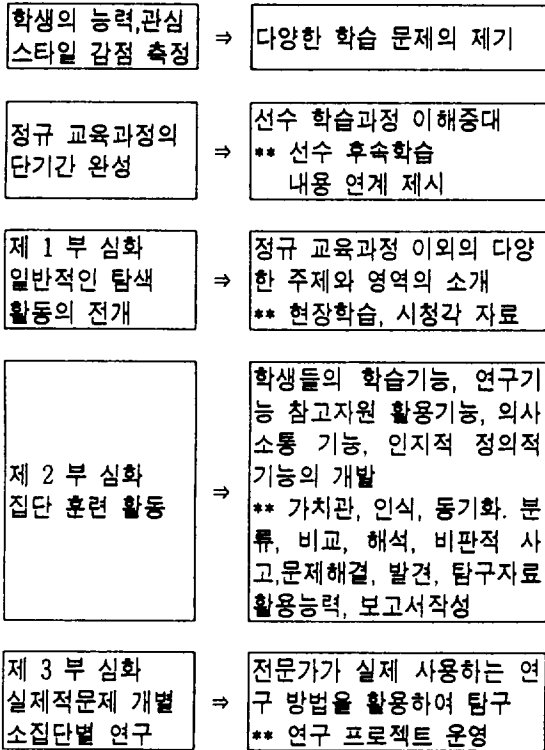 학생의 능력,관심
스타일 감점 측정
⇒
다양한 학습 문제의 제기
정규 교육과정의
단기간 완성
⇒
선수 학습과정 이해중대
** 선수 후속학습
내용 연계 제시
제 1 부 심화
일반적인 탐색
활동의 전개
⇒
정규 교육과정 이외의 다양
한 주제와 영역의 소개
** 현장학습, 시청각 자료
제 2 부 심화
집단 훈련 활동
⇒
학생들의 학습기능, 연구기
능 참고자원 활용기능, 의사
소통 기능, 인지적 정의적
기능의 개발
** 가치관, 인식, 동기화. 분
류, 비교, 해석, 비판적 사
고,문제해결, 발견, 탐구자료
활용능력, 보고서작성
제 3 부 심화
실제적문제 개별
소집단별 연구
⇒
전문가가 실제 사용하는 연
구 방법을 활용하여 탐구
** 연구 프로젝트 운영